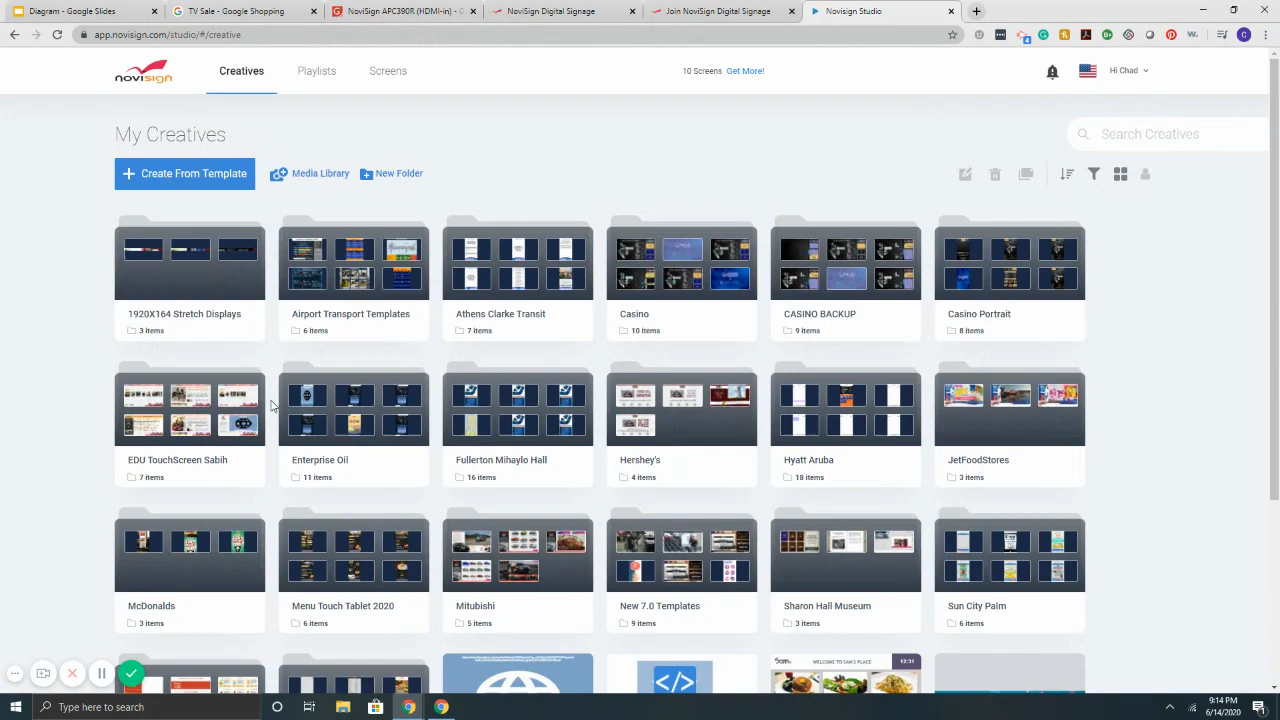 Diagram - Google Slides
TV Sale - Google Shopping
NoviSign APC390R (HDMI-in) - C
NoviSign Digital Signage
Join NoviSign Digital Signage
Novisign Studio
app.novisign.com/studio/#/creative
novisign
Creatives
Playlists
Screens
10 Screens Get More!
Hi Chad
My Creatives
Search Creatives
+ Create From Template
Media Library
New Folder
1920X164 Stretch Displays
Airport Transport Templates
Athens Clarke Transit
Casino
CASINO BACKUP
Casino Portrait
3 items
6 items
7 items
10 items
9 items
8 items
EDU TouchScreen Sabih
Enterprise Oil
Fullerton Mihaylo Hall
Hershey's
Hyatt Aruba
JetFoodStores
7 items
11 items
16 items
4 items
18 items
3 items
McDonalds
Menu Touch Tablet 2020
Mitubishi
New 7.0 Templates
Sharon Hall Museum
Sun City Palm
3 items
6 items
5 items
9 items
3 items
6 items
WELCOME TO SAM'S PLACE
12:31
</>
Type here to search
9:14 PM
6/14/2020